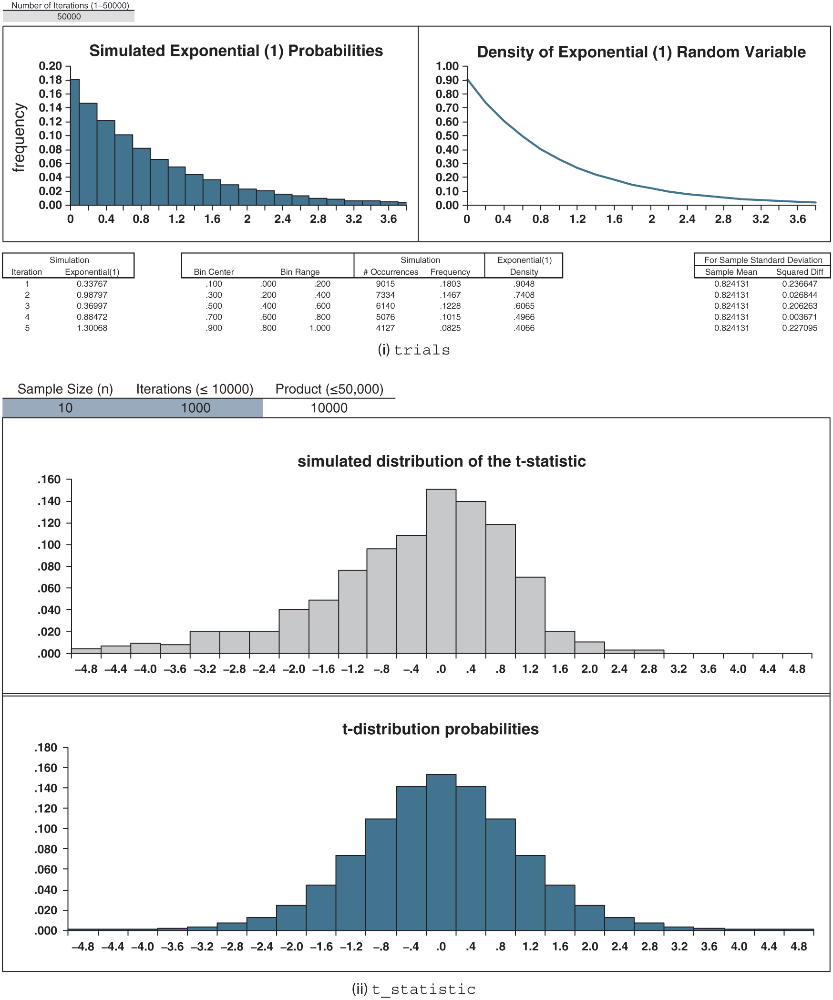 Number of Iterations (1–50000)
50000
Simulated Exponential (1) Probabilities
frequency
0.20
0.18
0.16
0.14
0.12
0.10
0.08
0.06
0.04
0.02
0.00
0 0.4 0.8 1.2 1.6 2 2.4 2.8 3.2 3.6
Density of Exponential (1) Random Variable
1.00
0.90
0.80
0.70
0.60
0.50
0.40
0.30
0.20
0.10
0.00
0 0.4 0.8 1.2 1.6 2 2.4 2.8 3.2 3.6
Simulation
Iteration Exponential(1)
1 0.33767
2 0.98797
3 0.36997
4 0.88472
5 1.30068
Simulation Exponential(1)
Bin Center Bin Range # Occurrences Frequency Density
.100 .000 .200 9015 .1803 .9048
.300 .200 .400 7334 .1467 .7408
.500 .400 .600 6140 .1228 .6065
.700 .600 .800 5076 .1015 .4966
.900 .800 1.000 4127 .0825 .4066
For Sample Standard Deviation
Sample Mean Squared Diff
0.824131 0.236647
0.824131 0.026844
0.824131 0.206263
0.824131 0.003671
0.824131 0.227095
(i) trials
Sample Size (n) Iterations (≤ 10000) Product (≤50,000)
10 1000 10000
simulated distribution of the t-statistic
.160
.140
.120
.100
.080
.060
.040
.020
.000
–4.8 –4.4 –4.0 –3.6 –3.2 –2.8 –2.4 –2.0 –1.6 –1.2 –.8 –.4 .0 .4 .8 1.2 1.6 2.0 2.4 2.8 3.2 3.6 4.0 4.4 4.8
t-distribution probabilities
.180
.160
.140
.120
.100
.080
.060
.040
.020
.000
–4.8 –4.4 –4.0 –3.6 –3.2 –2.8 –2.4 –2.0 –1.6 –1.2 –.8 –.4 .0 .4 .8 1.2 1.6 2.0 2.4 2.8 3.2 3.6 4.0 4.4 4.8
(ii) t_statistic